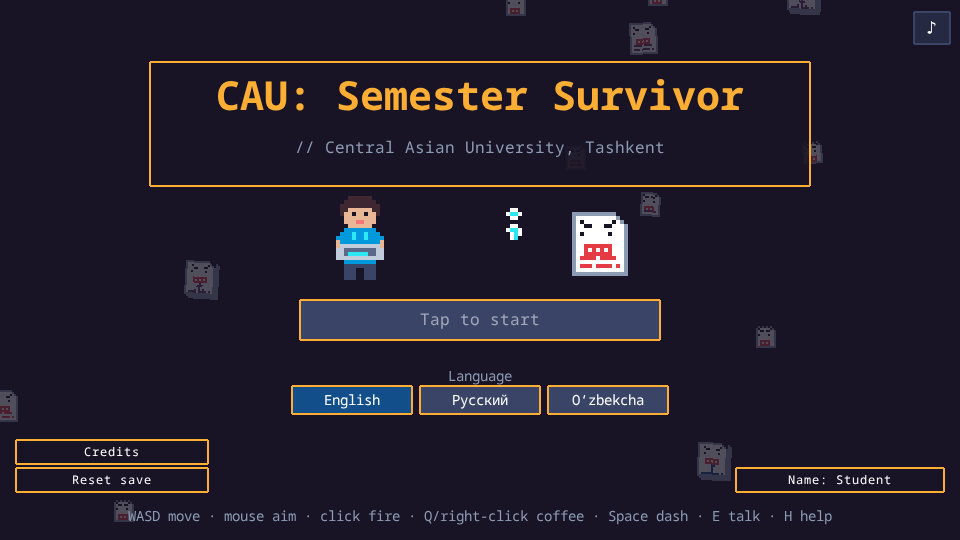 ♪
CAU: Semester Survivor
// Central Asian University, Tashkent
Tap to start
Language
English
Русский
Oʻzbekcha
Credits
Reset save
Name: Student
WASD move · mouse aim · click fire · Q/right-click coffee · Space dash · E talk · H help